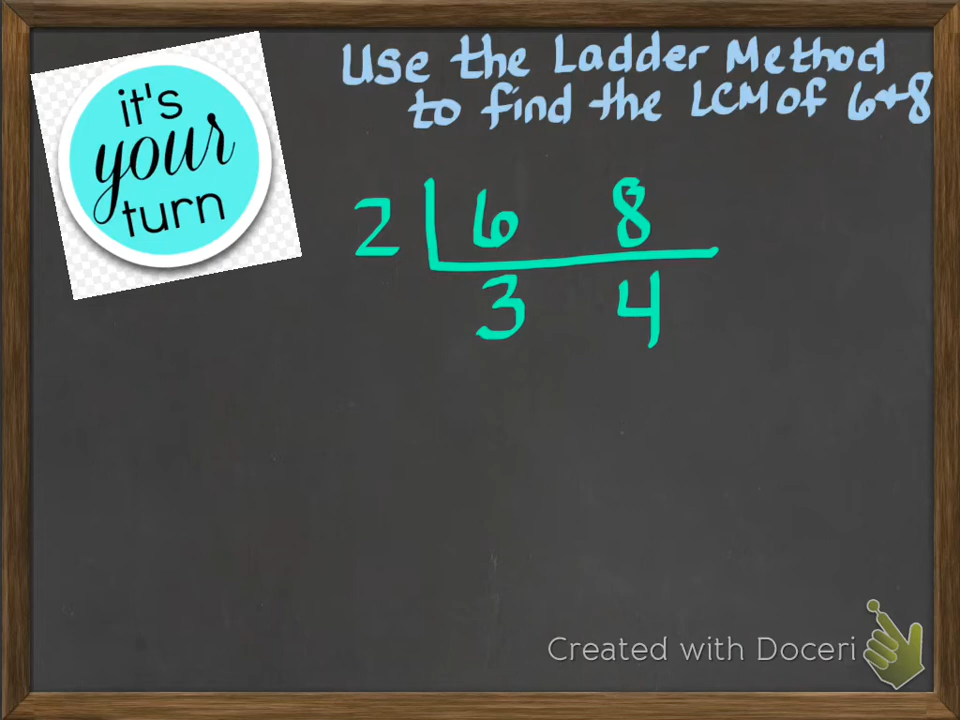 it's
your
turn
Use the Ladder Method
to find the LCM of 6+8
2 6 8
3 4
Created with Doceri